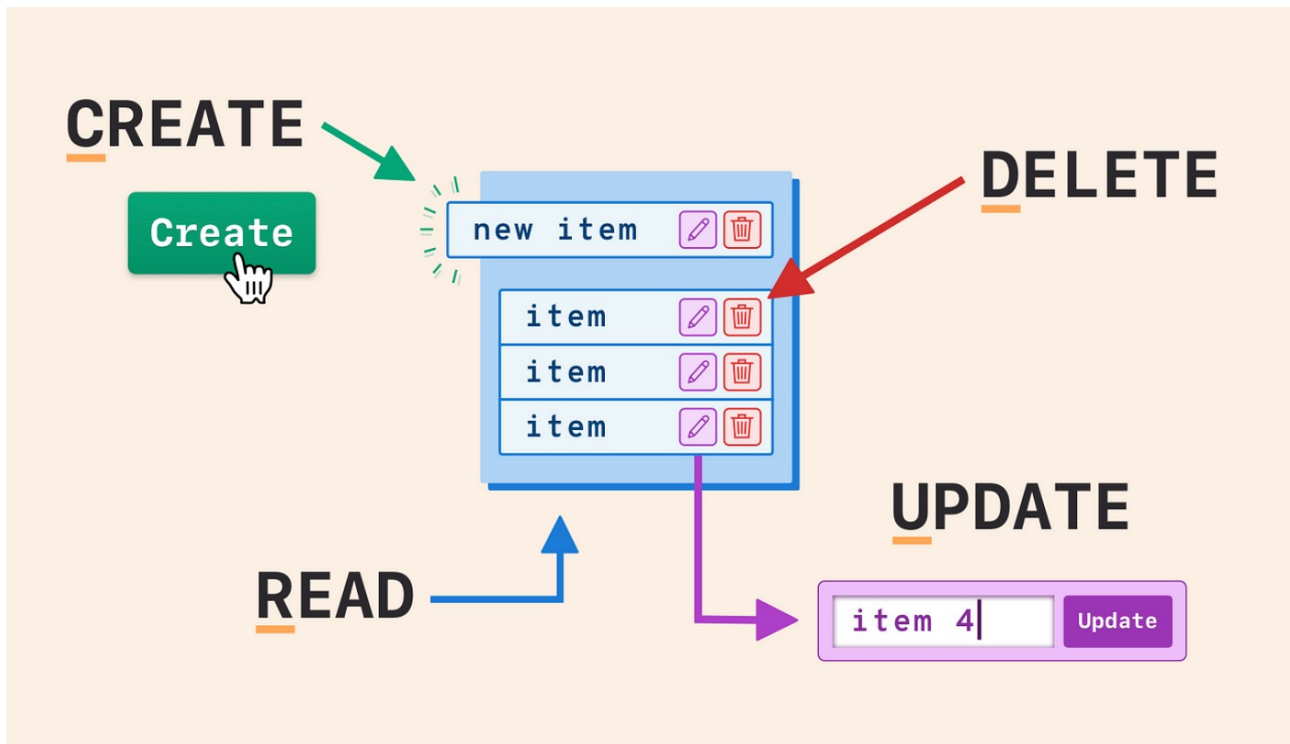 CREATE
DELETE
Create
new item
item
item
item
UPDATE
READ
item 4
Update